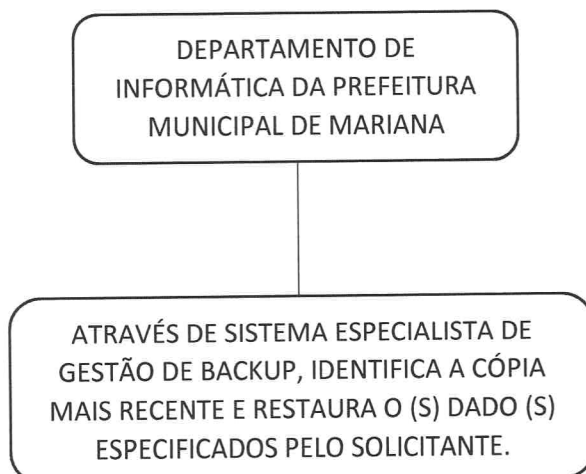 DEPARTAMENTO DE
INFORMÁTICA DA PREFEITURA
MUNICIPAL DE MARIANA
ATRAVÉS DE SISTEMA ESPECIALISTA DE
GESTÃO DE BACKUP, IDENTIFICA A CÓPIA
MAIS RECENTE E RESTAURA O (S) DADO (S)
ESPECIFICADOS PELO SOLICITANTE.